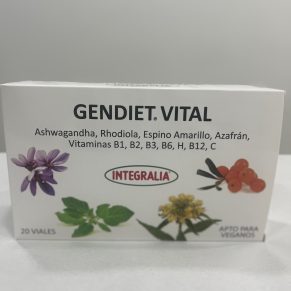 GENDIET® VITAL
Ashwagandha, Rhodiola, Espino Amarillo, Azafrán,
Vitaminas B1, B2, B3, B6, H, B12, C
INTEGRALIA
20 VIALES
APTO PARA
VEGANOS